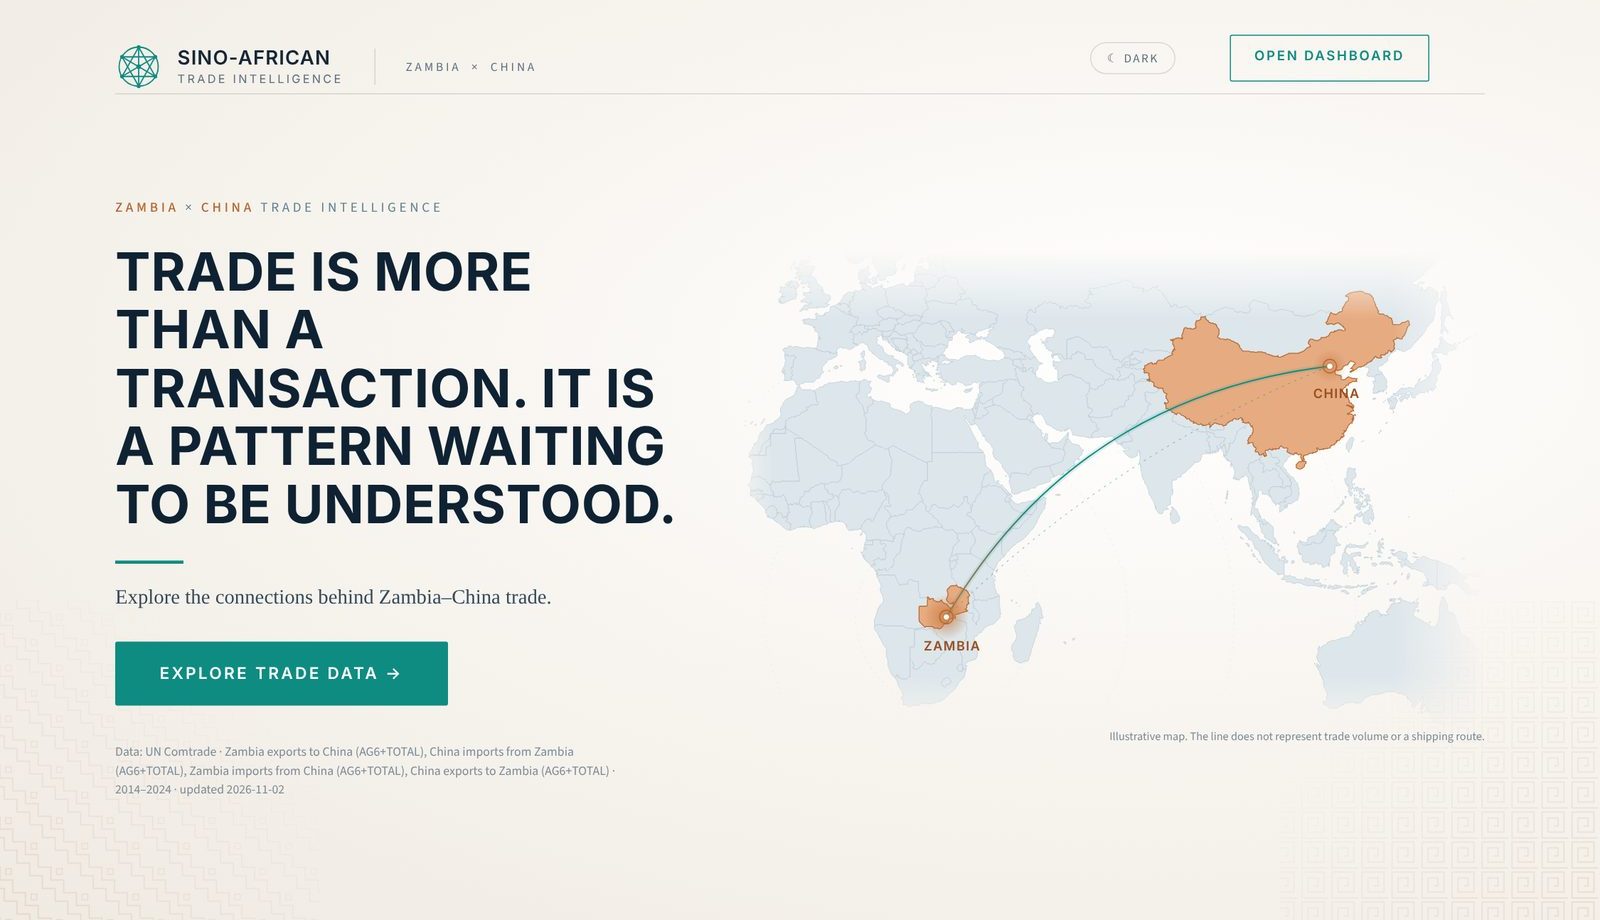 SINO-AFRICAN
TRADE INTELLIGENCE
ZAMBIA × CHINA
☾ DARK
OPEN DASHBOARD
ZAMBIA × CHINA TRADE INTELLIGENCE
TRADE IS MORE
THAN A
TRANSACTION. IT IS
A PATTERN WAITING
TO BE UNDERSTOOD.
Explore the connections behind Zambia–China trade.
EXPLORE TRADE DATA →
Data: UN Comtrade · Zambia exports to China (AG6+TOTAL), China imports from Zambia
(AG6+TOTAL), Zambia imports from China (AG6+TOTAL), China exports to Zambia (AG6+TOTAL) ·
2014–2024 · updated 2026-11-02
CHINA
ZAMBIA
Illustrative map. The line does not represent trade volume or a shipping route.